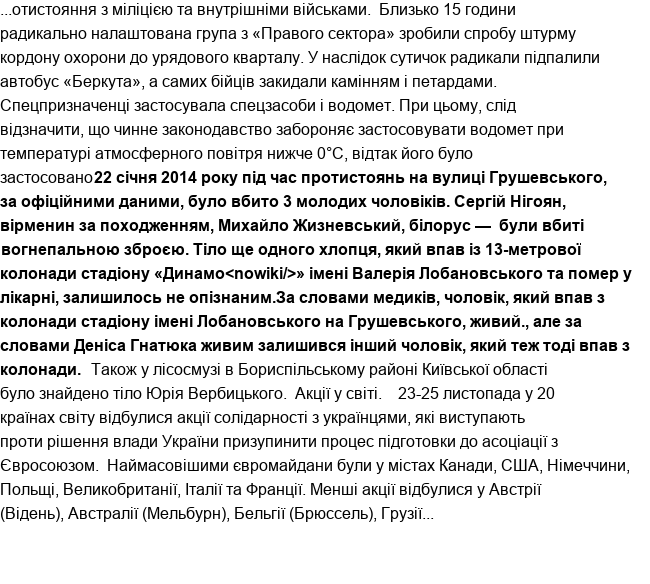 ...отистояння з міліцією та внутрішніми військами.  Близько 15 години
радикально налаштована група з «Правого сектора» зробили спробу штурму
кордону охорони до урядового кварталу. У наслідок сутичок радикали підпалили
автобус «Беркута», а самих бійців закидали камінням і петардами.
Спецпризначенці застосувала спецзасоби і водомет. При цьому, слід
відзначити, що чинне законодавство забороняє застосовувати водомет при
температурі атмосферного повітря нижче 0°C, відтак його було
застосовано22 січня 2014 року під час протистоянь на вулиці Грушевського,
за офіційними даними, було вбито 3 молодих чоловіків. Сергій Нігоян,
вірменин за походженням, Михайло Жизневський, білорус —  були вбиті
вогнепальною зброєю. Тіло ще одного хлопця, який впав із 13-метрової
колонади стадіону «Динамо<nowiki/>» імені Валерія Лобановського та помер у
лікарні, залишилось не опізнаним.За словами медиків, чоловік, який впав з
колонади стадіону імені Лобановського на Грушевського, живий., але за
словами Деніса Гнатюка живим залишився інший чоловік, який теж тоді впав з
колонади.  Також у лісосмузі в Бориспільському районі Київської області
було знайдено тіло Юрія Вербицького.  Акції у світі.    23-25 листопада у 20
країнах світу відбулися акції солідарності з українцями, які виступають
проти рішення влади України призупинити процес підготовки до асоціації з
Євросоюзом.  Наймасовішими євромайдани були у містах Канади, США, Німеччини,
Польщі, Великобританії, Італії та Франції. Менші акції відбулися у Австрії
(Відень), Австралії (Мельбурн), Бельгії (Брюссель), Грузії...